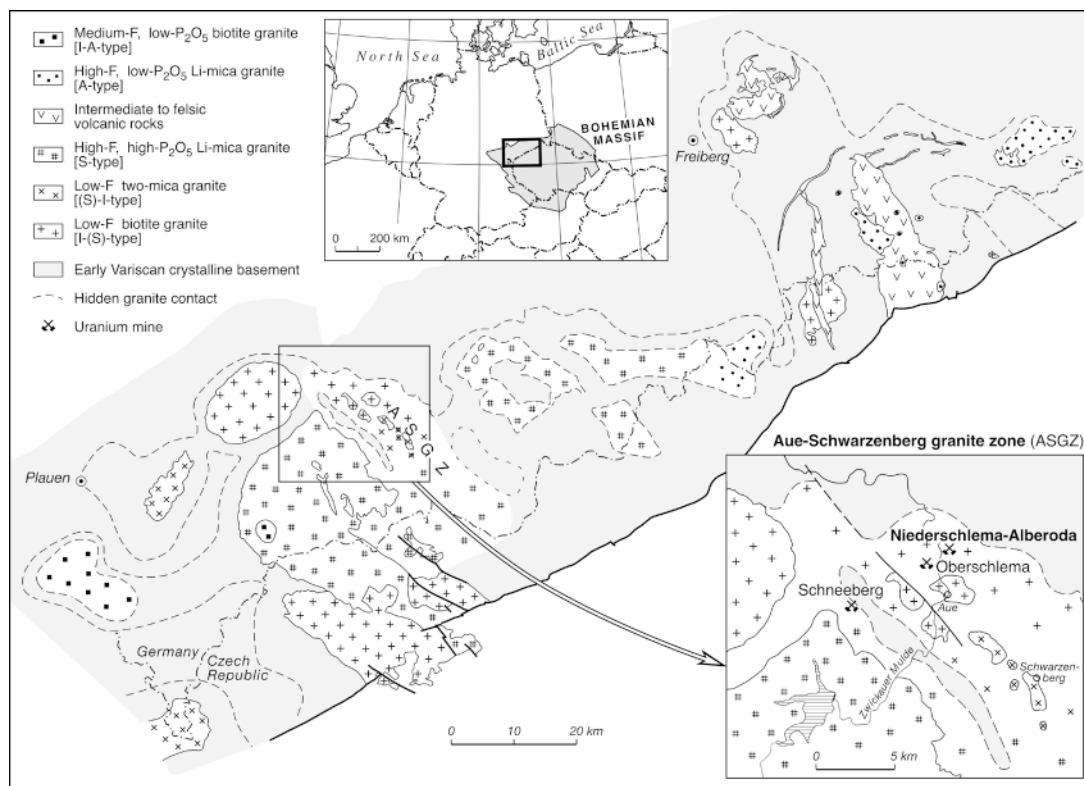 Medium-F, low-P₂O₅ biotite granite
[I-A-type]
High-F, low-P₂O₅ Li-mica granite
[A-type]
Intermediate to felsic
volcanic rocks
High-F, high-P₂O₅ Li-mica granite
[S-type]
Low-F two-mica granite
[(S)-I-type]
Low-F biotite granite
[I-(S)-type]
Early Variscan crystalline basement
Hidden granite contact
Uranium mine
North Sea
Baltic Sea
BOHEMIAN
MASSIF
0 200 km
Freiberg
ASGZ
Plauen
Germany
Czech
Republic
0 10 20 km
Aue-Schwarzenberg granite zone (ASGZ)
Niederschlema-Alberoda
Oberschlema
Schneeberg
Aue
Schwarzen-
berg
Zwickauer Mulde
0 5 km